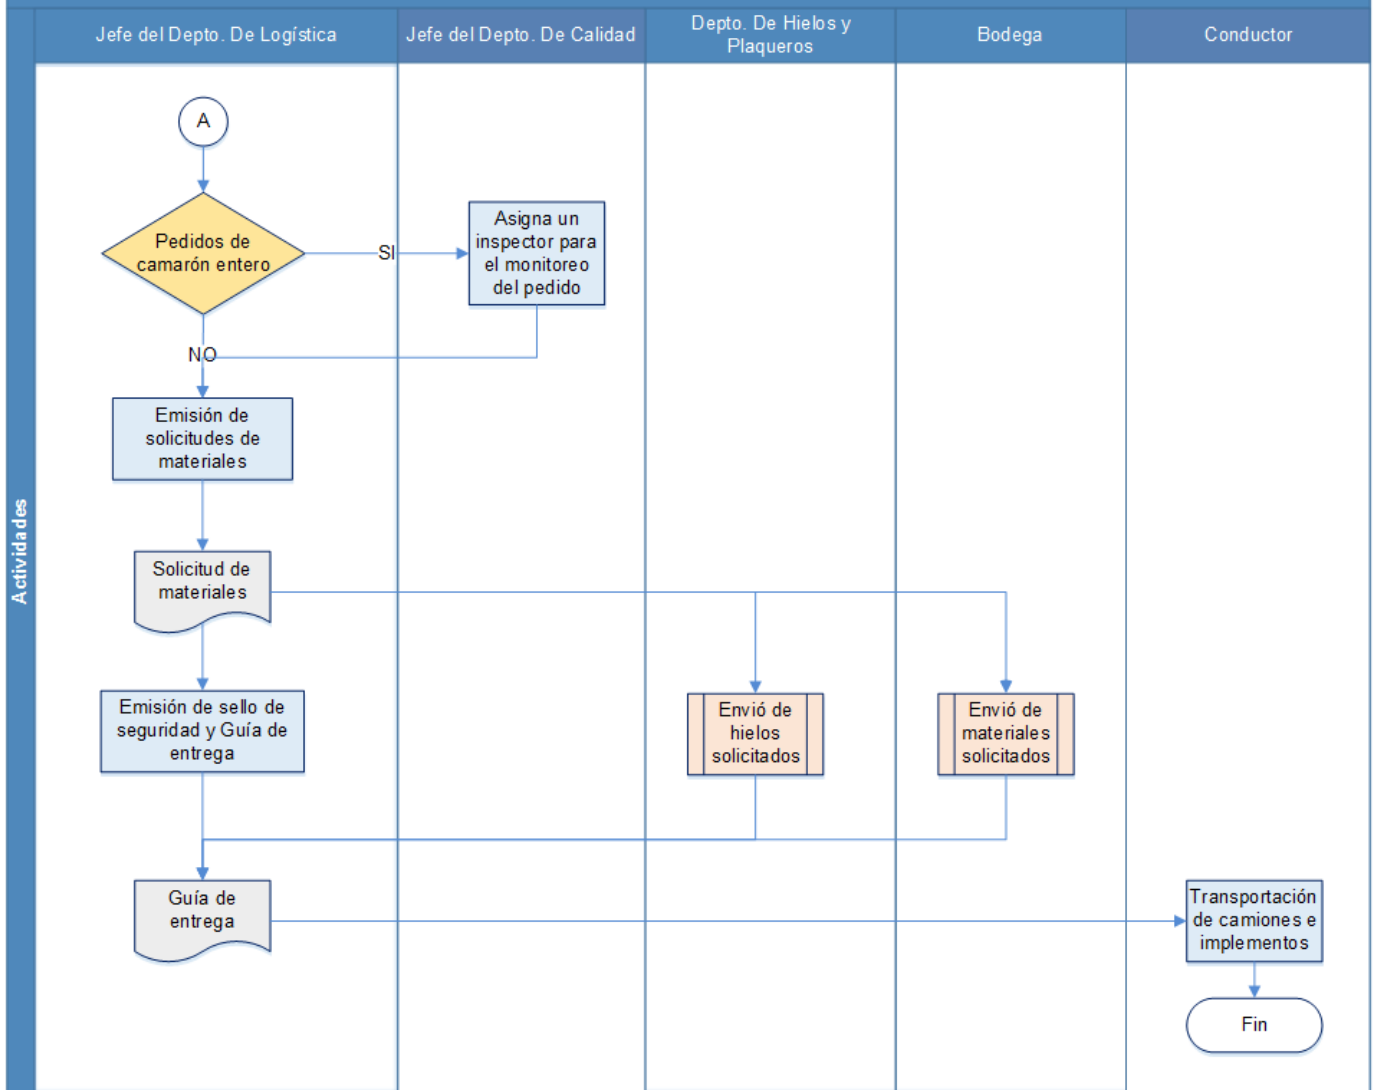 Jefe del Depto. De Logística
Jefe del Depto. De Calidad
Depto. De Hielos y
Plaqueros
Bodega
Conductor
Actividades
A
Pedidos de
camarón entero
SI
Asigna un
inspector para
el monitoreo
del pedido
NO
Emisión de
solicitudes de
materiales
Solicitud de
materiales
Emisión de sello de
seguridad y Guía de
entrega
Envió de
hielos
solicitados
Envió de
materiales
solicitados
Guía de
entrega
Transportación
de camiones e
implementos
Fin